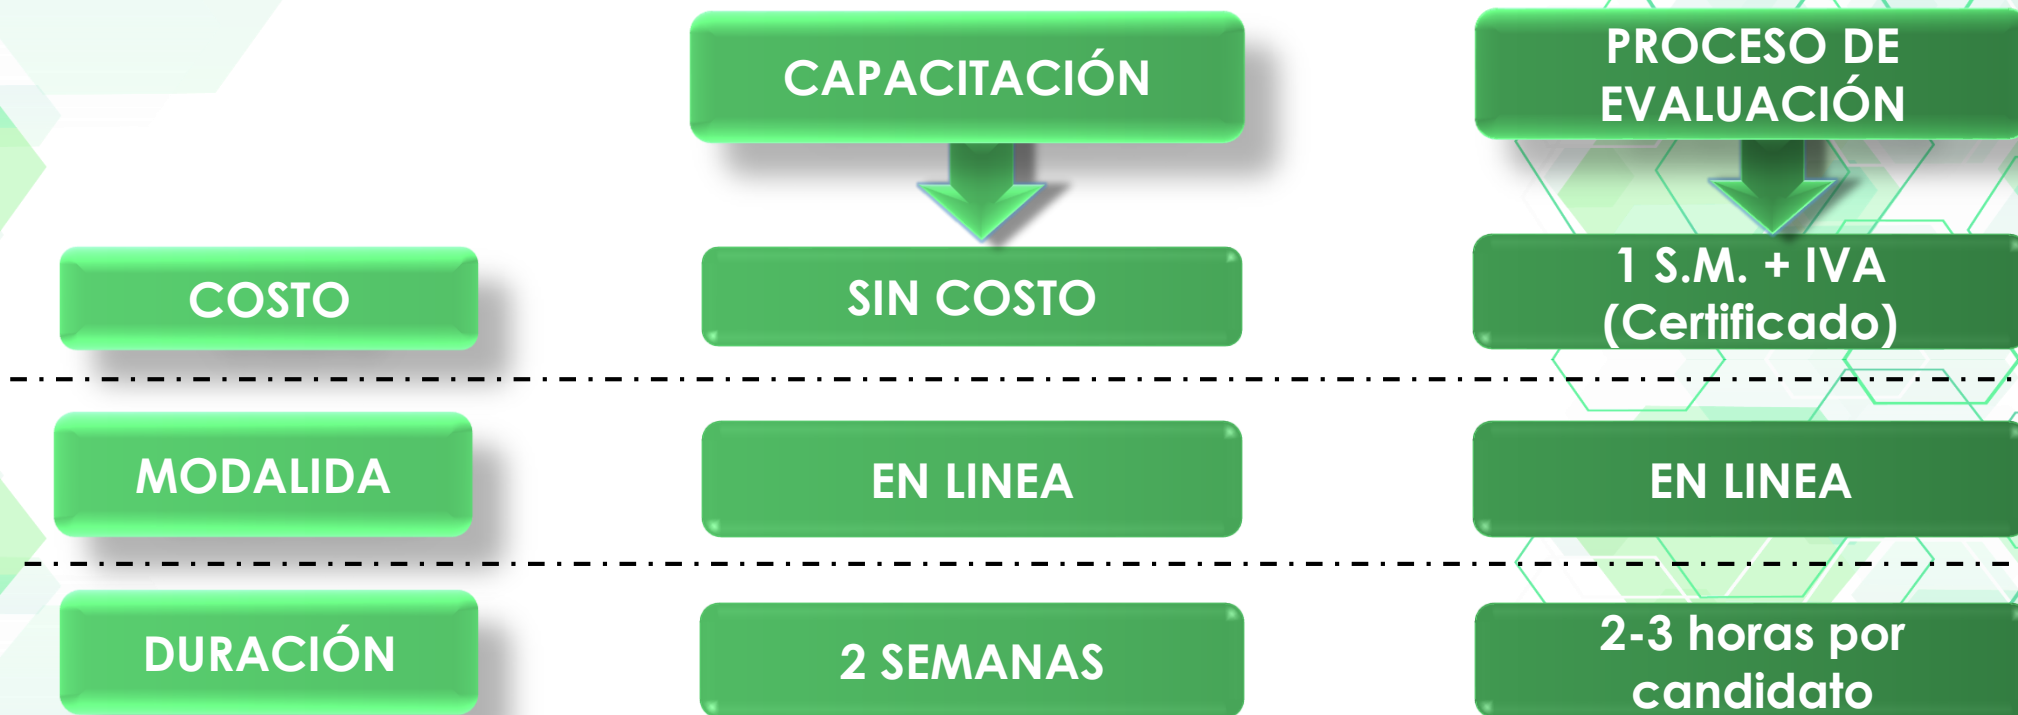 CAPACITACIÓN
PROCESO DE
EVALUACIÓN
COSTO
SIN COSTO
1 S.M. + IVA
(Certificado)
MODALIDA
EN LINEA
EN LINEA
DURACIÓN
2 SEMANAS
2-3 horas por
candidato